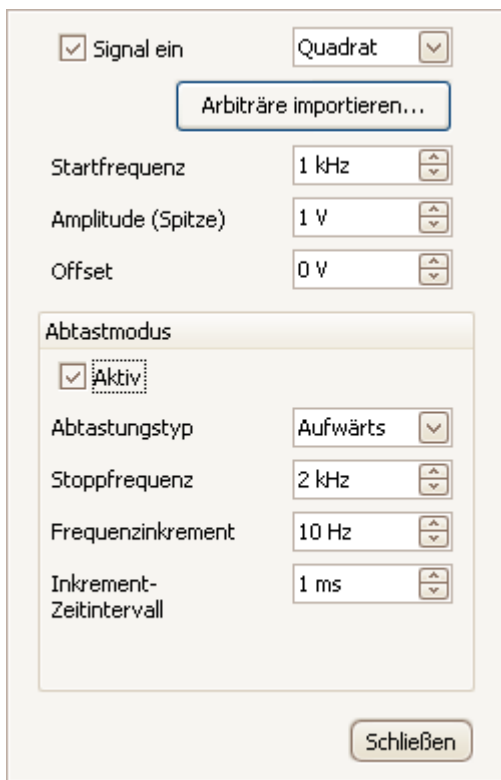 Signal ein Quadrat
Arbiträre importieren...
Startfrequenz 1 kHz
Amplitude (Spitze) 1 V
Offset 0 V
Abtastmodus
Aktiv
Abtastungstyp Aufwärts
Stoppfrequenz 2 kHz
Frequenzinkrement 10 Hz
Inkrement- 1 ms
Zeitintervall
Schließen